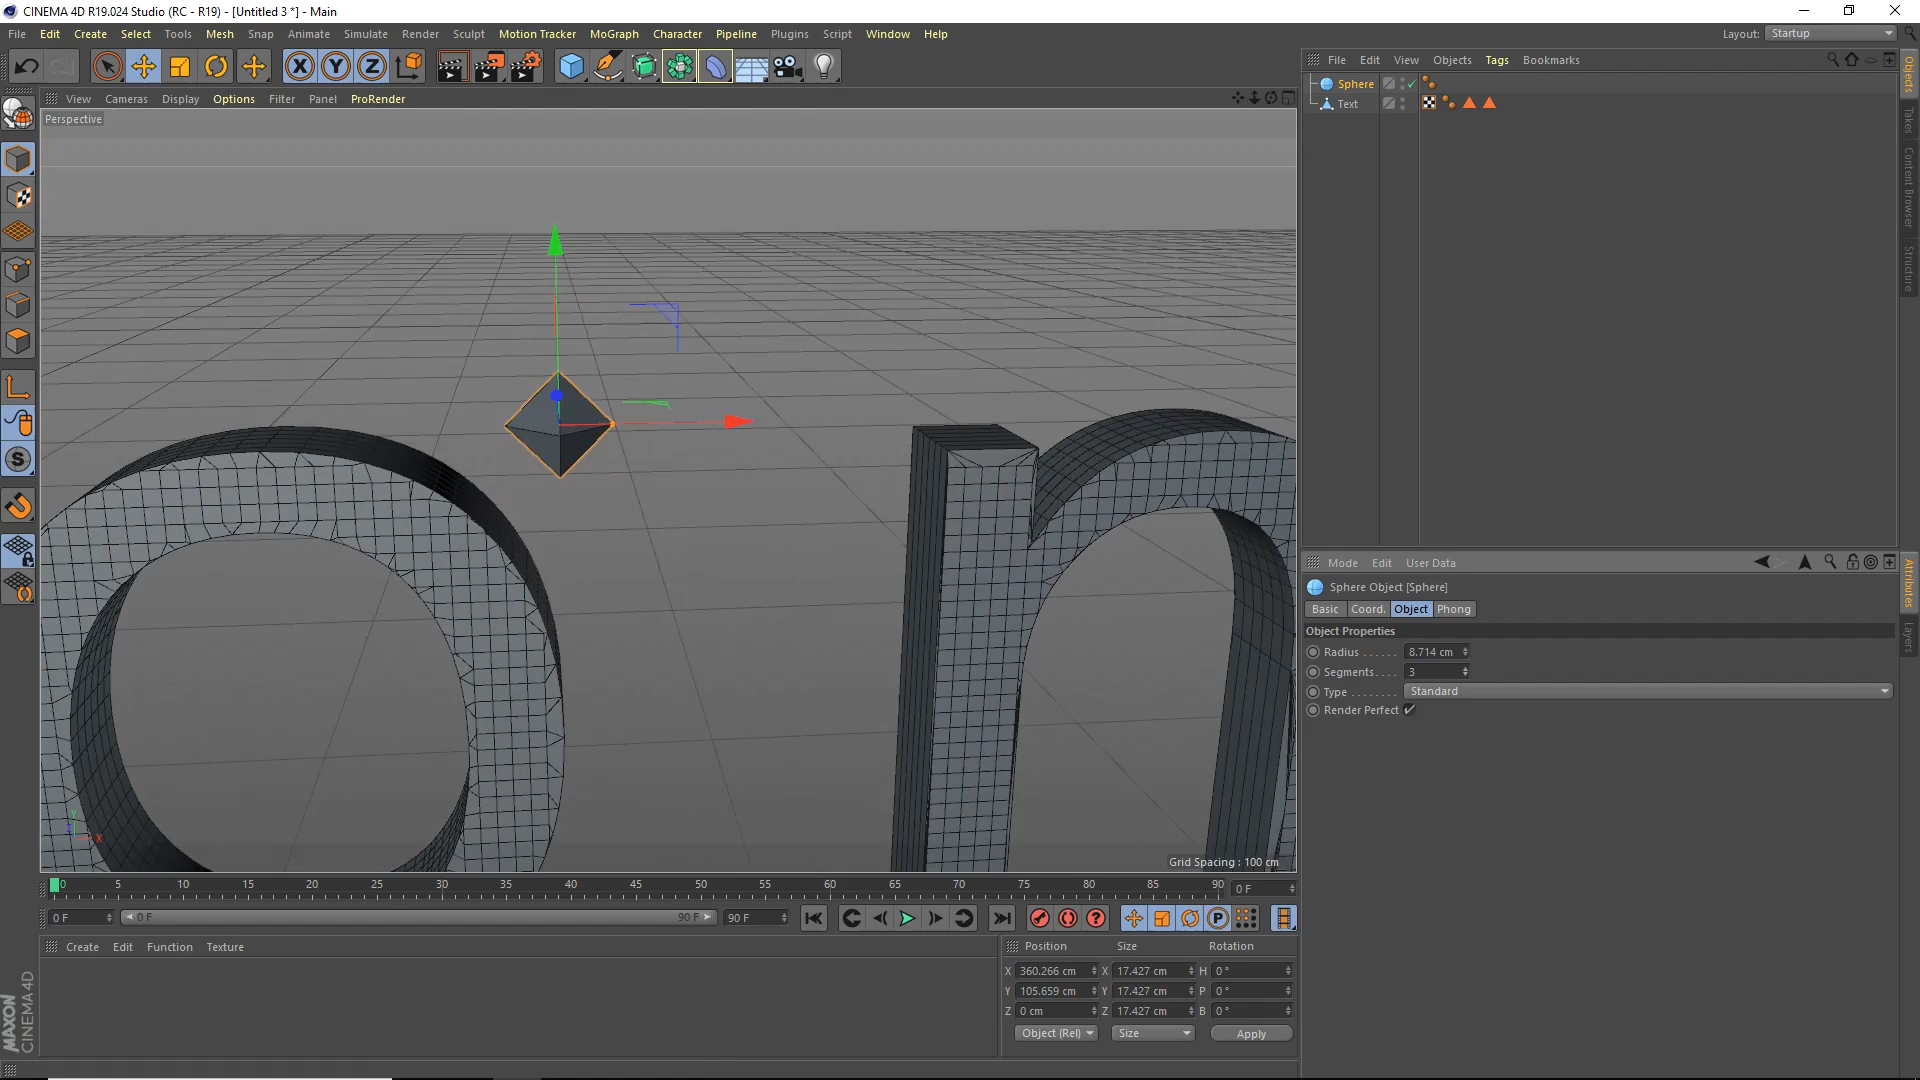 CINEMA 4D R19.024 Studio (RC - R19) - [Untitled 3 *] - Main
File Edit Create Select Tools Mesh Snap Animate Simulate Render Sculpt Motion Tracker MoGraph Character Pipeline Plugins Script Window Help Layout: Startup
X Y Z
File Edit View Objects Tags Bookmarks
View Cameras Display Options Filter Panel ProRender
Perspective
Sphere
Text
Objects
Takes
Content Browser
Structure
S
Mode Edit User Data
Sphere Object [Sphere]
Basic Coord. Object Phong
Object Properties
Radius . . . . . . 8.714 cm
Segments. . . . 3
Type . . . . . . . . Standard
Render Perfect
Attributes
Layers
Y
Z
X
Grid Spacing : 100 cm
0 5 10 15 20 25 30 35 40 45 50 55 60 65 70 75 80 85 90 0 F
0 F 0 F 90 F 90 F ? P
Create Edit Function Texture
Position Size Rotation
X 360.266 cm X 17.427 cm H 0 °
Y 105.659 cm Y 17.427 cm P 0 °
Z 0 cm Z 17.427 cm B 0 °
Object (Rel) Size Apply
MAXON
CINEMA 4D